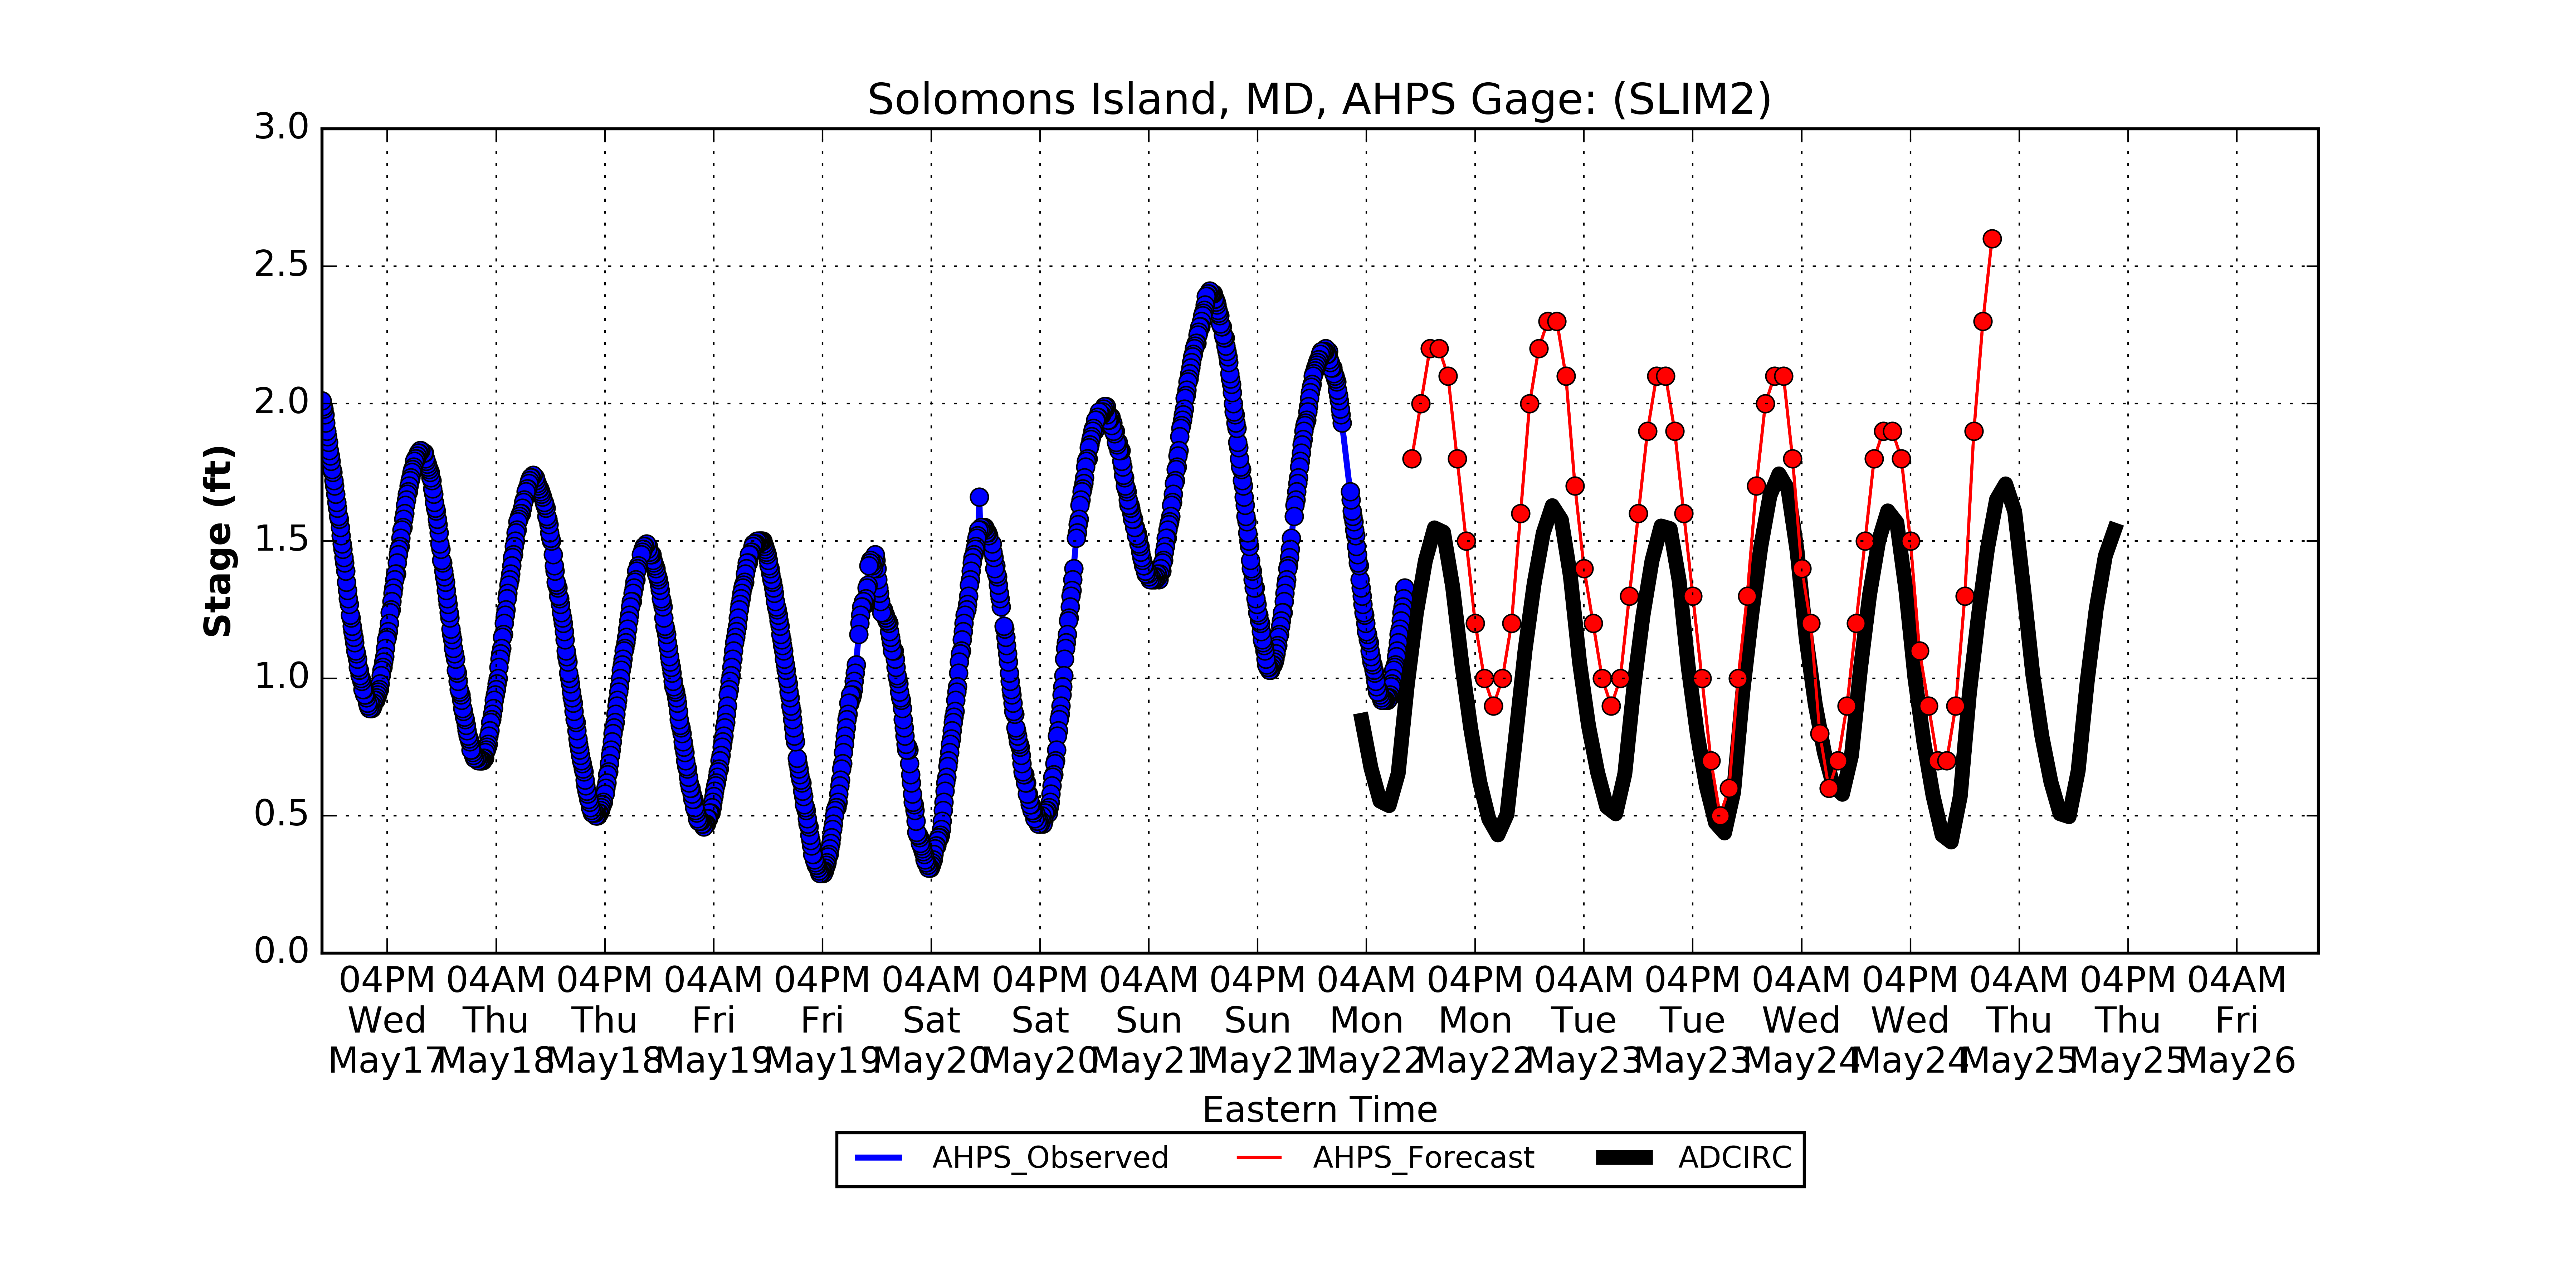 Solomons Island, MD, AHPS Gage: (SLIM2)
3.0
2.5
2.0
1.5
1.0
0.5
0.0
Stage (ft)
04PM 04AM 04PM 04AM 04PM 04AM 04PM 04AM 04PM 04AM 04PM 04AM 04PM 04AM 04PM 04AM 04PM 04AM
Wed Thu Thu Fri Fri Sat Sat Sun Sun Mon Mon Tue Tue Wed Wed Thu Thu Fri
May17 May18 May18 May19 May19 May20 May20 May21 May21 May22 May22 May23 May23 May24 May24 May25 May25 May26
Eastern Time
AHPS_Observed AHPS_Forecast ADCIRC